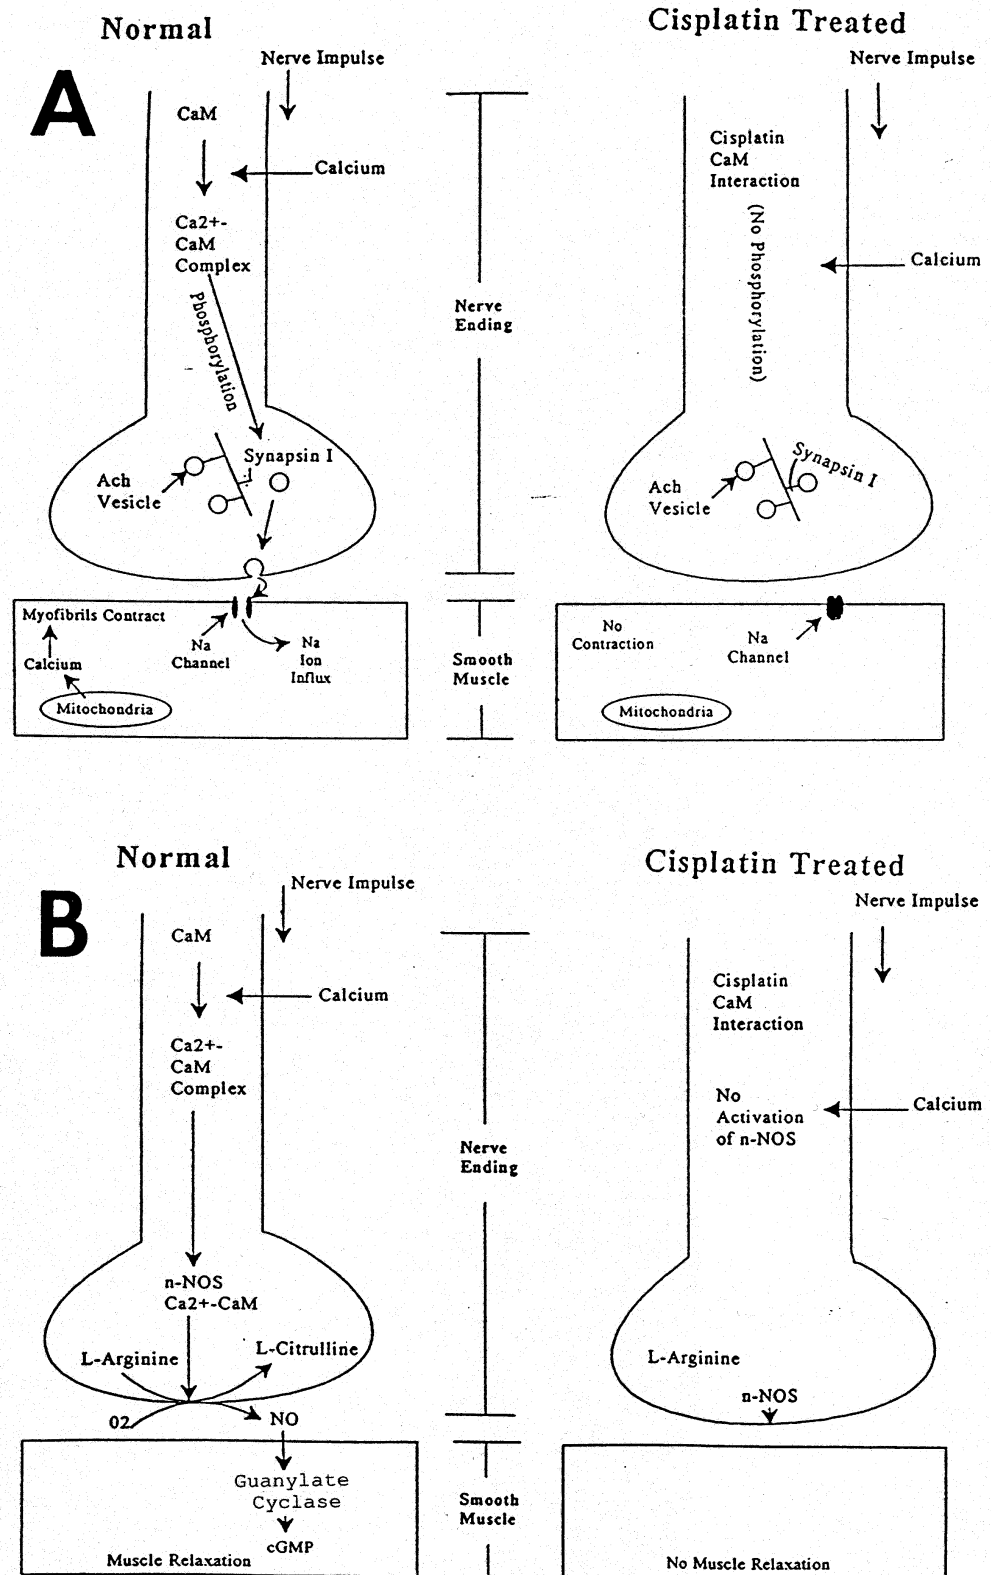 Normal
Cisplatin Treated
A
Nerve Impulse
CaM
Calcium
Ca2+-
CaM
Complex
Phosphorylation
Synapsin I
Ach
Vesicle
Myofibrils Contract
Calcium
Mitochondria
Na
Channel
Na
Ion
Influx
Nerve
Ending
Smooth
Muscle
Nerve Impulse
Cisplatin
CaM
Interaction
(No Phosphorylation)
Calcium
Synapsin I
Ach
Vesicle
No
Contraction
Na
Channel
Mitochondria
Normal
Cisplatin Treated
B
Nerve Impulse
CaM
Calcium
Ca2+-
CaM
Complex
n-NOS
Ca2+-CaM
L-Arginine
L-Citrulline
02
NO
Guanylate
Cyclase
cGMP
Muscle Relaxation
Nerve
Ending
Smooth
Muscle
Nerve Impulse
Cisplatin
CaM
Interaction
No
Activation
of n-NOS
Calcium
L-Arginine
n-NOS
No Muscle Relaxation